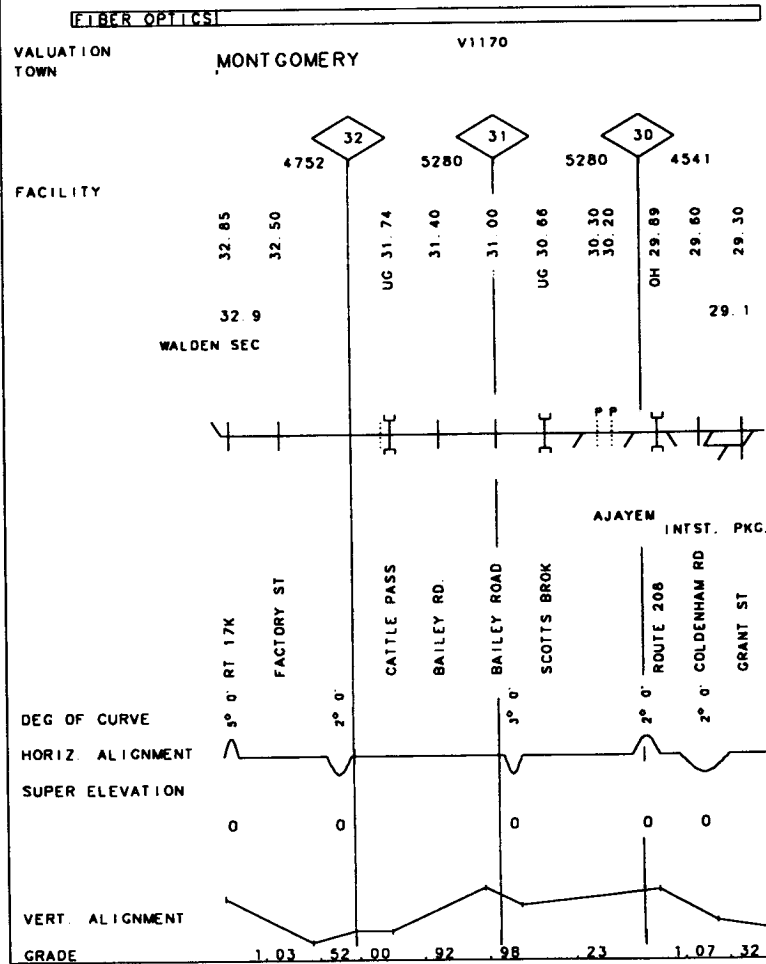 FIBER OPTICS
VALUATION V1170
TOWN MONTGOMERY
32 31 30
4752 5280 5280 4541
FACILITY
32.85 32.50 UG 31.74 31.40 31.00 UG 30.66 30.30 30.20 OH 29.89 29.60 29.30
32.9 29.1
WALDEN SEC
P P
AJAYEM INTST. PKG.
RT 17K FACTORY ST CATTLE PASS BAILEY RD. BAILEY ROAD SCOTTS BROK ROUTE 208 COLDENHAM RD GRANT ST
DEG OF CURVE 5° 0' 2° 0' 3° 0' 2° 0' 2° 0'
HORIZ. ALIGNMENT
SUPER ELEVATION
0 0 0 0 0
VERT. ALIGNMENT
GRADE 1.03 .52 .00 .92 .98 .23 1.07 .32